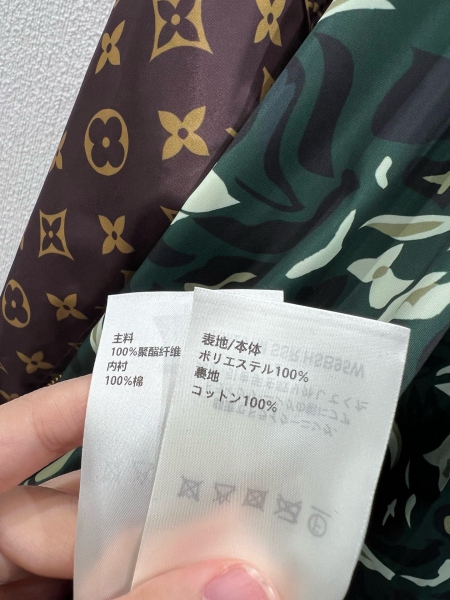 主料
100%聚酯纤维
内衬
100%棉
表地/本体
ポリエステル100%
裏地
コットン100%